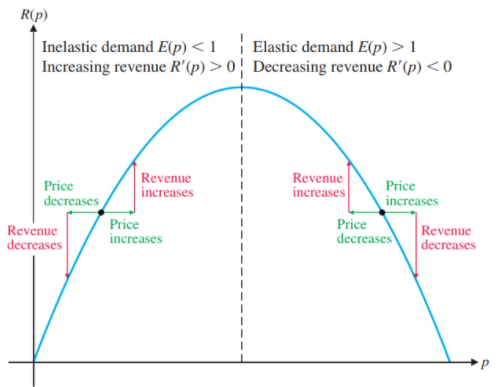 R(p)
Inelastic demand E(p) < 1
Increasing revenue R′(p) > 0
Elastic demand E(p) > 1
Decreasing revenue R′(p) < 0
Revenue
increases
Price
decreases
Price
increases
Revenue
decreases
Revenue
increases
Price
increases
Price
decreases
Revenue
decreases
p